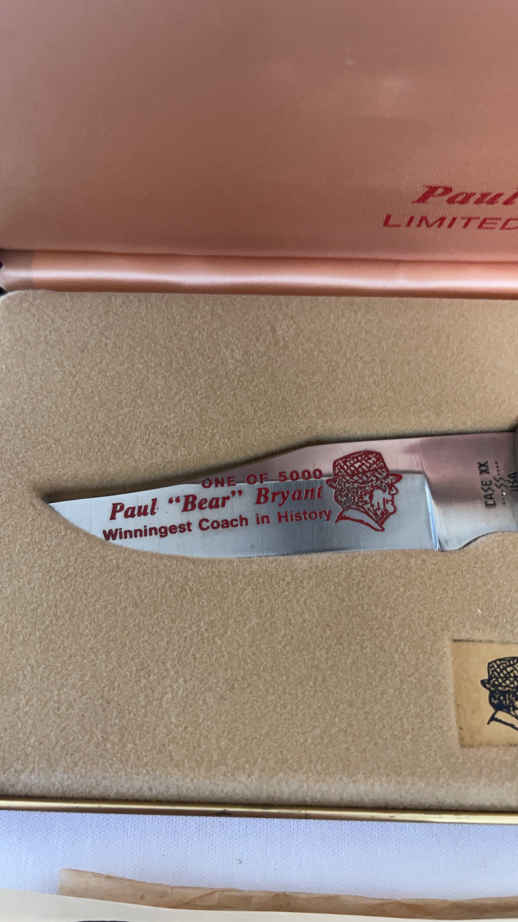 Paul
LIMITED
ONE OF 5000
Paul "Bear" Bryant
Winningest Coach in History
CASE XX